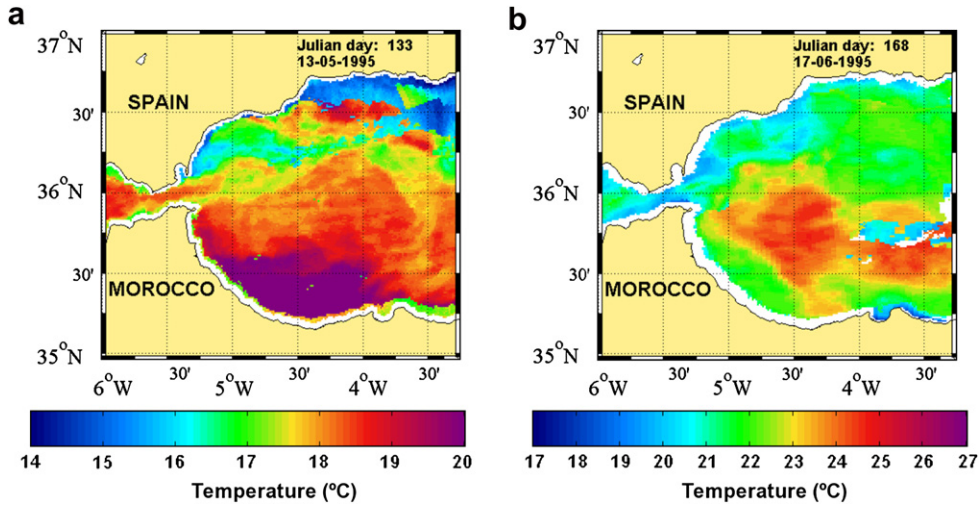 a
37°N
Julian day: 133
13-05-1995
SPAIN
30'
36°N
30'
MOROCCO
35°N
6°W
30'
5°W
30'
4°W
30'
14 15 16 17 18 19 20
Temperature (ºC)
b
37°N
Julian day: 168
17-06-1995
SPAIN
30'
36°N
30'
MOROCCO
35°N
6°W
30'
5°W
30'
4°W
30'
17 18 19 20 21 22 23 24 25 26 27
Temperature (ºC)